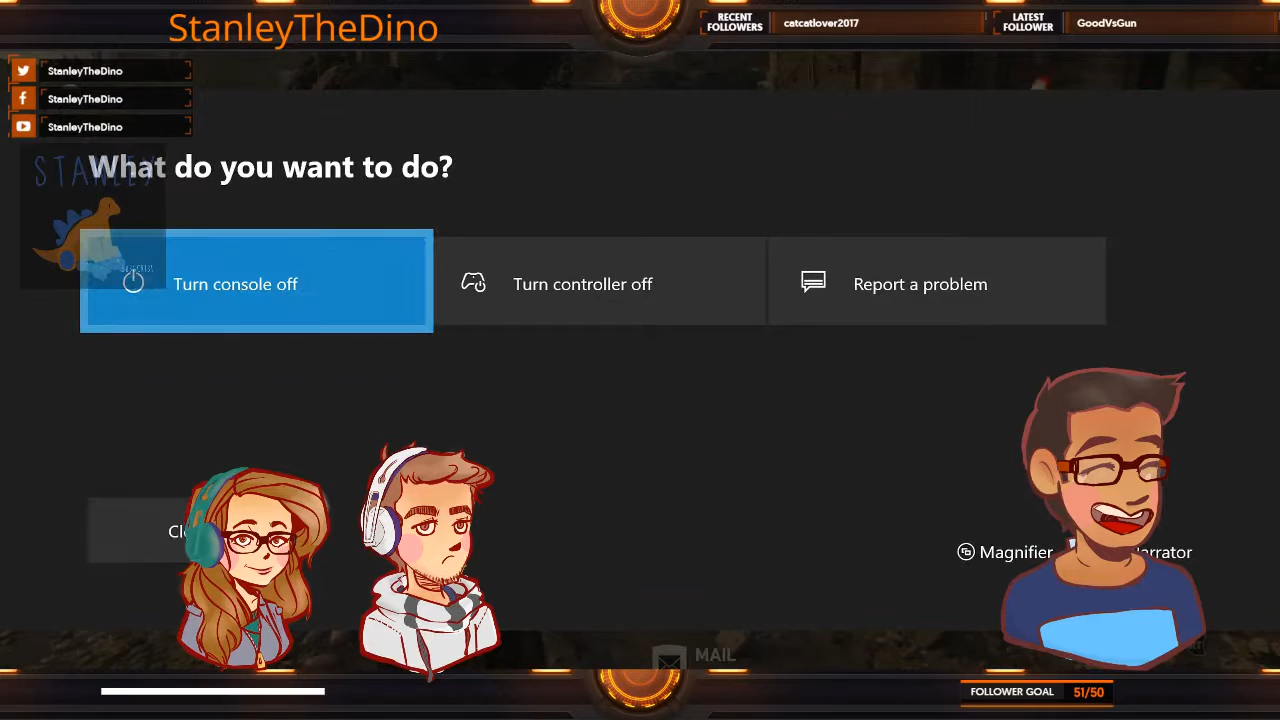 StanleyTheDino
RECENT FOLLOWERS catcatlover2017
LATEST FOLLOWER GoodVsGun
StanleyTheDino
StanleyTheDino
StanleyTheDino
STANLEY
What do you want to do?
Turn console off
Turn controller off
Report a problem
Magnifier
MAIL
FOLLOWER GOAL 51/50